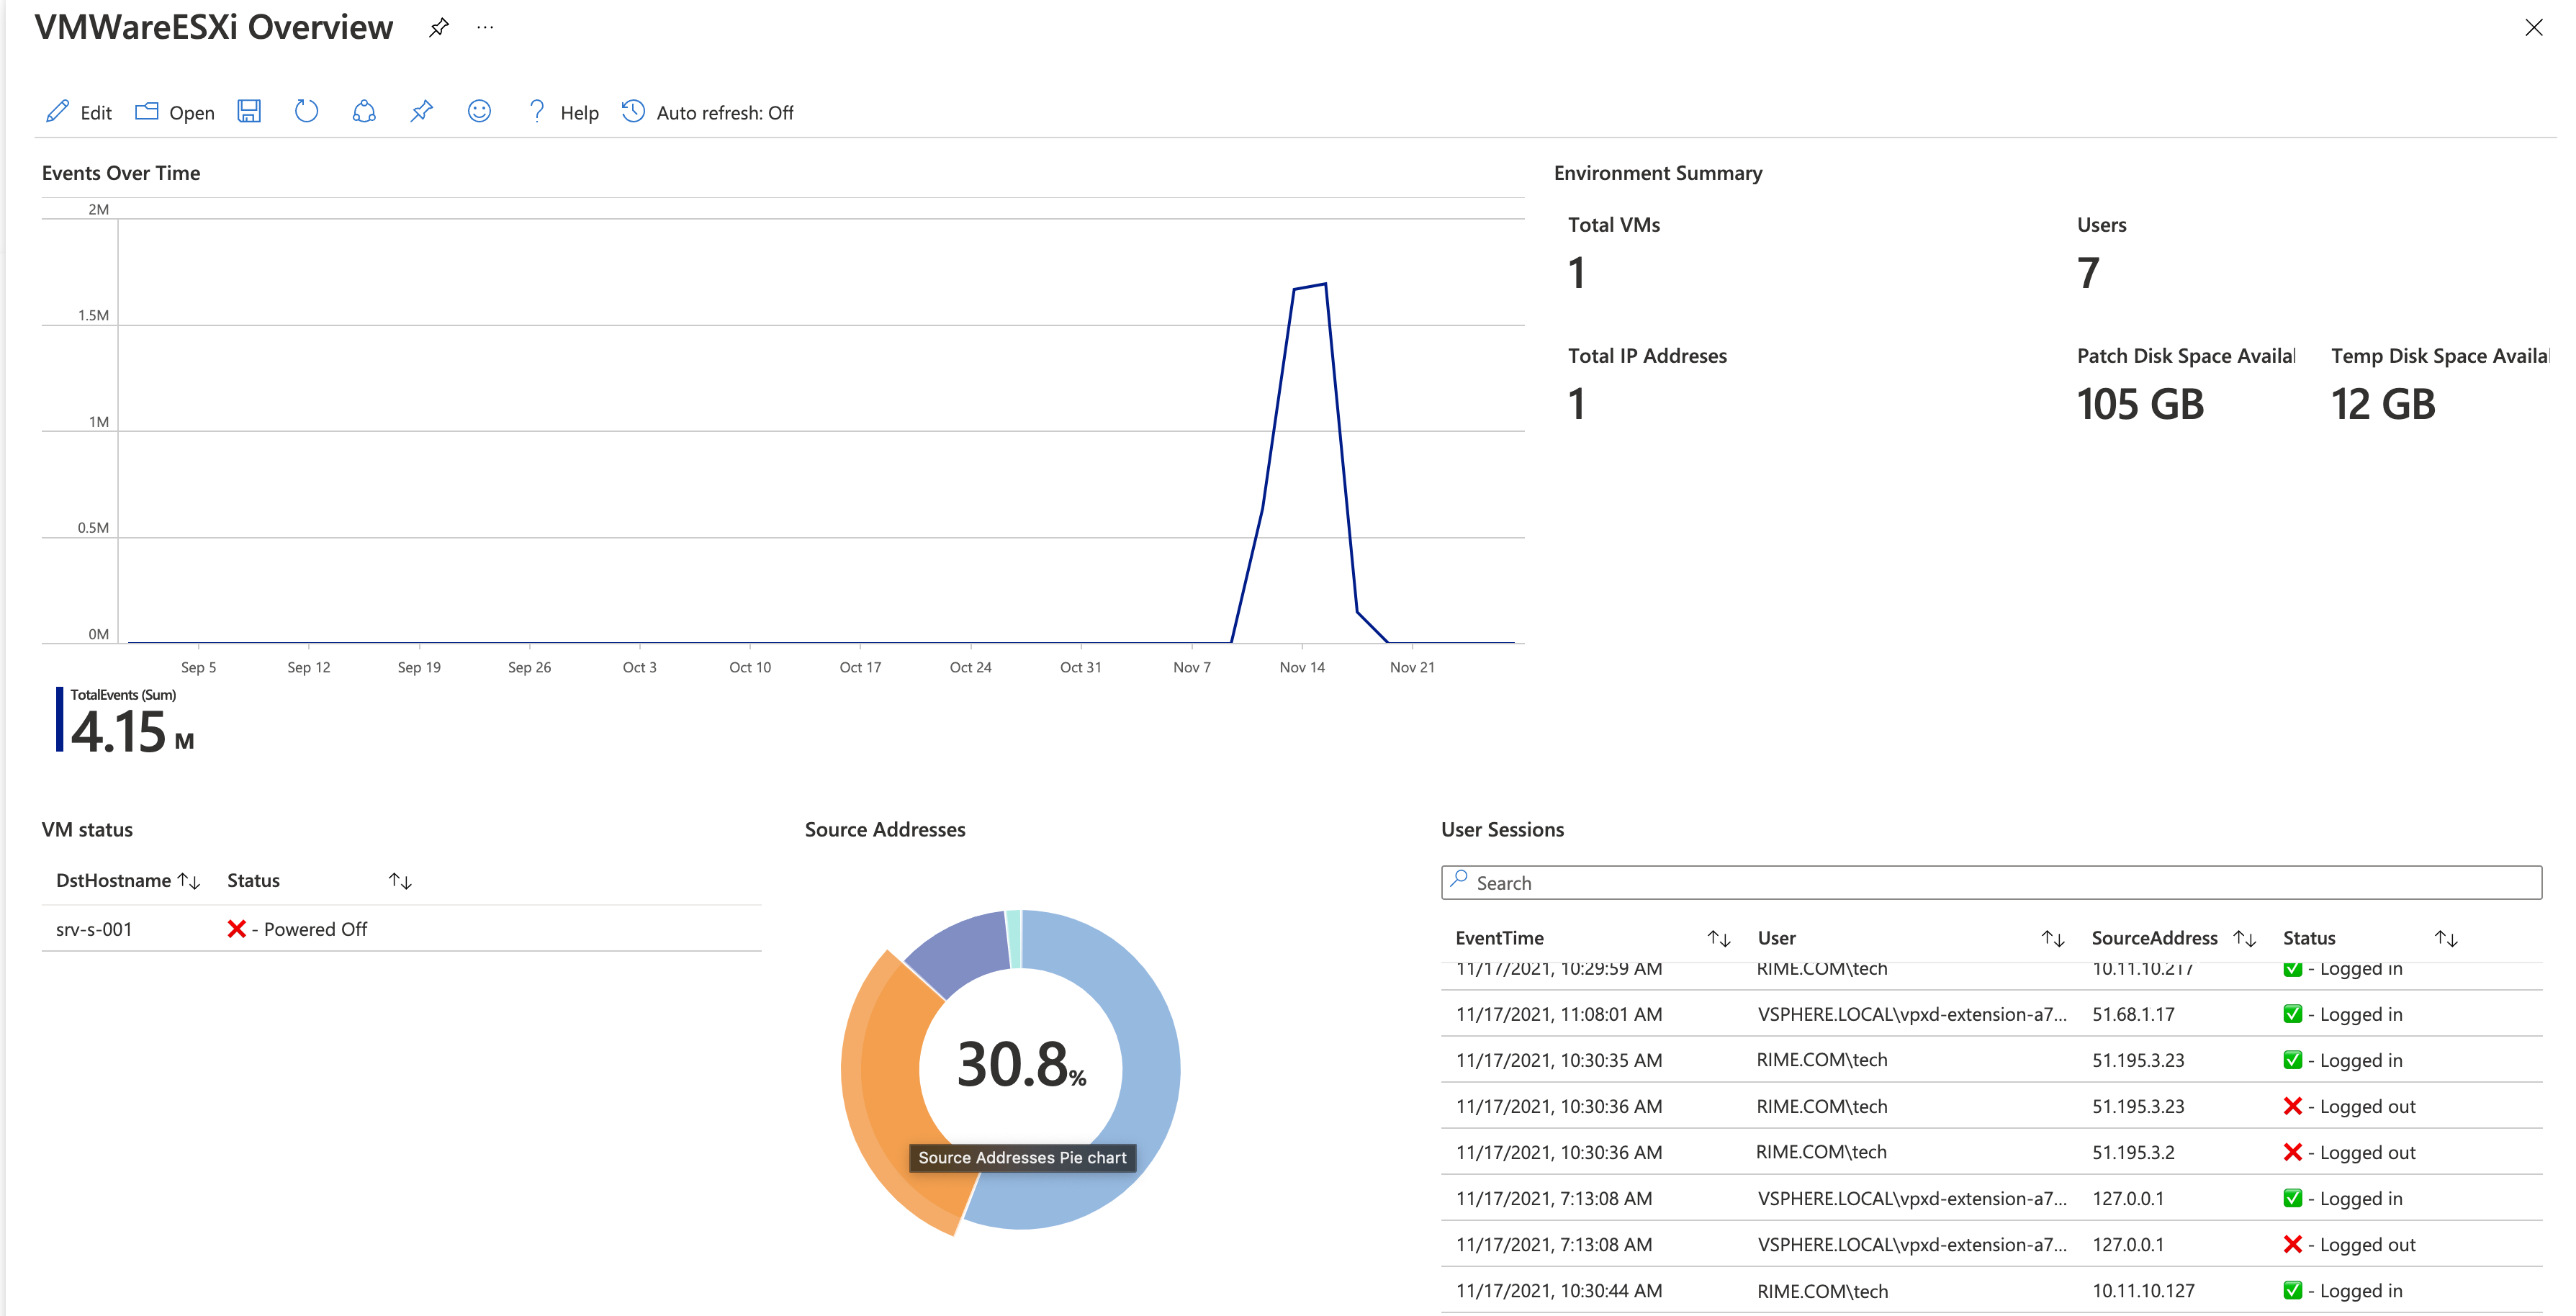 VMWareESXi Overview
Edit Open Help Auto refresh: Off
Events Over Time
2M
1.5M
1M
0.5M
0M
Sep 5 Sep 12 Sep 19 Sep 26 Oct 3 Oct 10 Oct 17 Oct 24 Oct 31 Nov 7 Nov 14 Nov 21
TotalEvents (Sum)
4.15 M
Environment Summary
Total VMs
1
Users
7
Total IP Addreses
1
Patch Disk Space Availal
105 GB
Temp Disk Space Availal
12 GB
VM status
DstHostname Status
srv-s-001 ❌ - Powered Off
Source Addresses
30.8%
Source Addresses Pie chart
User Sessions
Search
EventTime User SourceAddress Status
11/17/2021, 10:29:59 AM RIME.COM\tech 10.11.10.217 ✅ - Logged in
11/17/2021, 11:08:01 AM VSPHERE.LOCAL\vpxd-extension-a7... 51.68.1.17 ✅ - Logged in
11/17/2021, 10:30:35 AM RIME.COM\tech 51.195.3.23 ✅ - Logged in
11/17/2021, 10:30:36 AM RIME.COM\tech 51.195.3.23 ❌ - Logged out
11/17/2021, 10:30:36 AM RIME.COM\tech 51.195.3.2 ❌ - Logged out
11/17/2021, 7:13:08 AM VSPHERE.LOCAL\vpxd-extension-a7... 127.0.0.1 ✅ - Logged in
11/17/2021, 7:13:08 AM VSPHERE.LOCAL\vpxd-extension-a7... 127.0.0.1 ❌ - Logged out
11/17/2021, 10:30:44 AM RIME.COM\tech 10.11.10.127 ✅ - Logged in